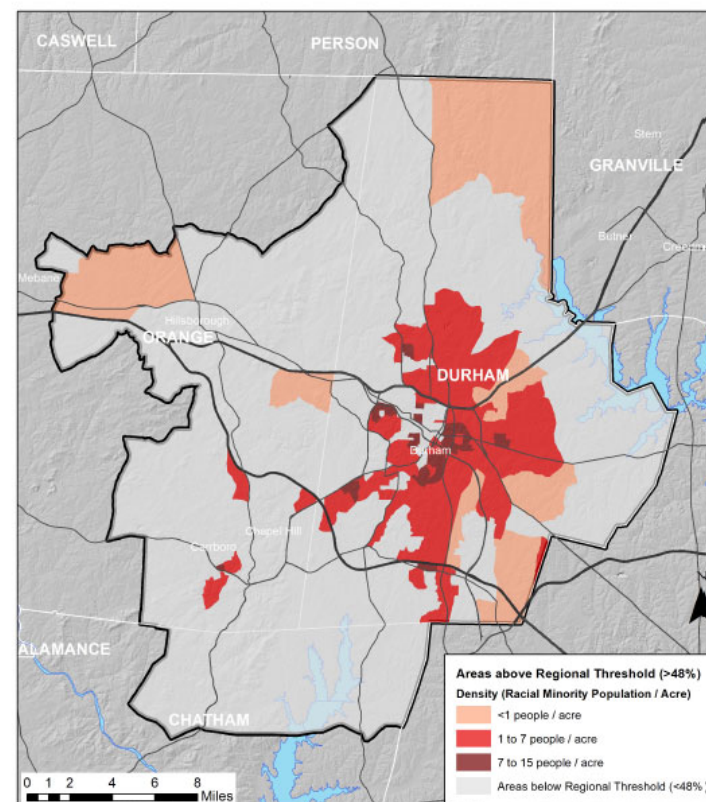 CASWELL
PERSON
Stem
GRANVILLE
Butner
Mebane
Hillsborough
ORANGE
DURHAM
Durham
Chapel Hill
Carrboro
ALAMANCE
CHATHAM
Areas above Regional Threshold (>48%)
Density (Racial Minority Population / Acre)
<1 people / acre
1 to 7 people / acre
7 to 15 people / acre
Areas below Regional Threshold (<48%)
0 1 2 4 6 8
Miles